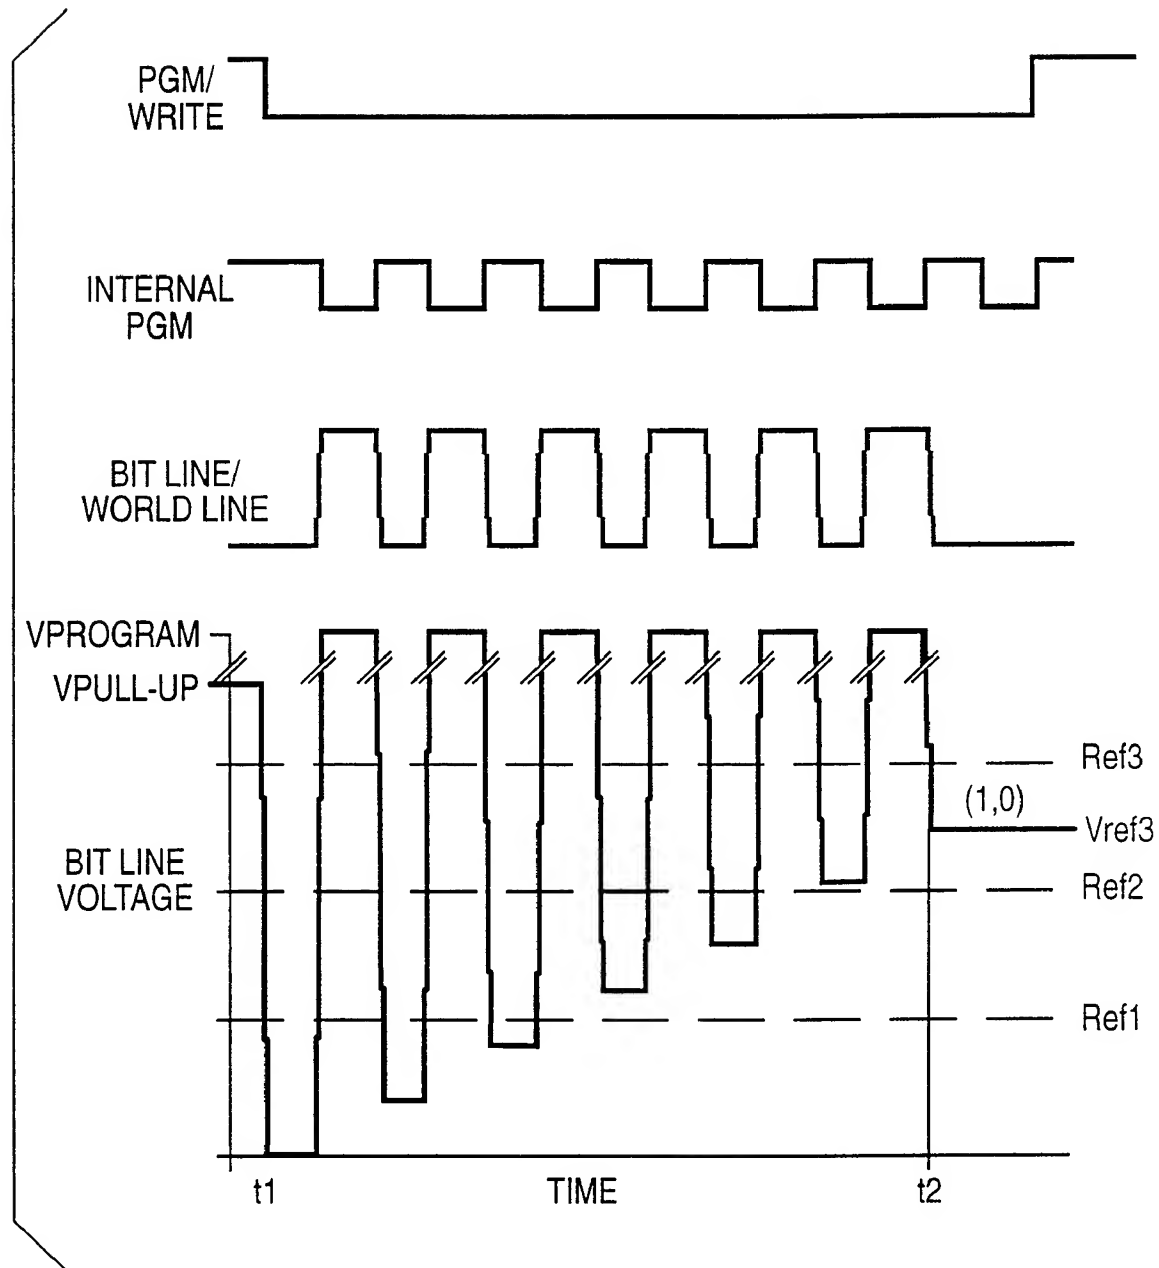 PGM/
WRITE
INTERNAL
PGM
BIT LINE/
WORLD LINE
VPROGRAM
VPULL-UP
Ref3
(1,0)
Vref3
BIT LINE
VOLTAGE
Ref2
Ref1
t1
TIME
t2